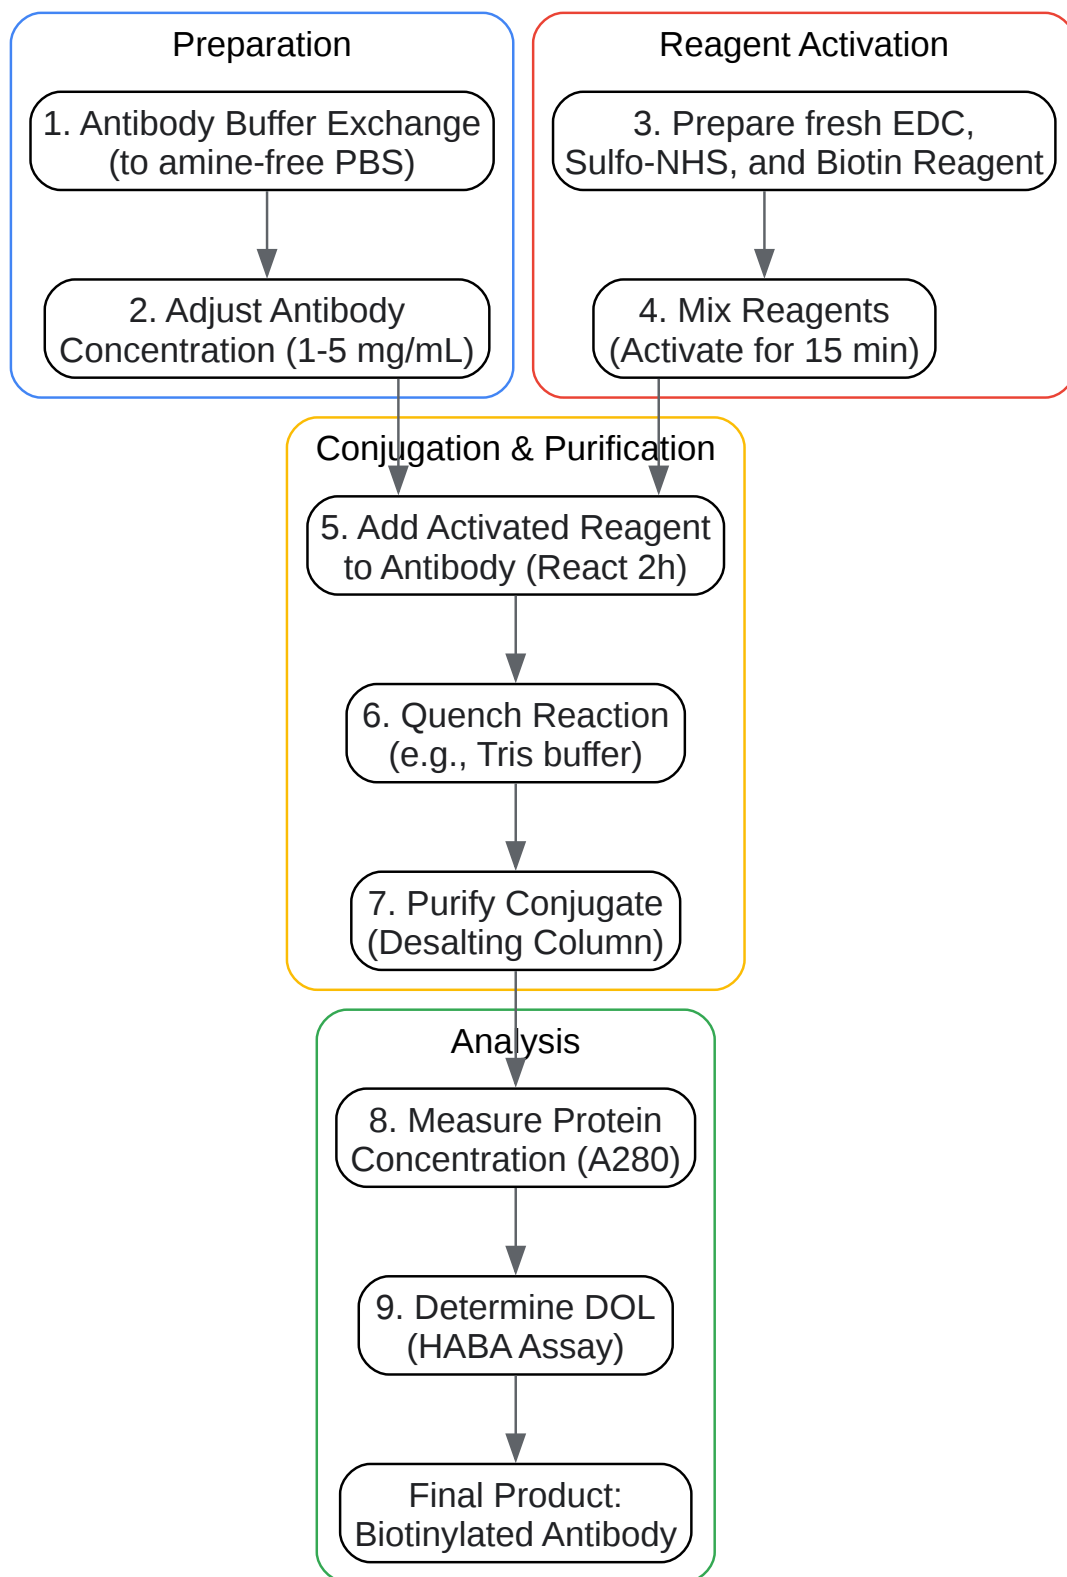 Preparation
1. Antibody Buffer Exchange
(to amine-free PBS)
2. Adjust Antibody
Concentration (1-5 mg/mL)
Reagent Activation
3. Prepare fresh EDC,
Sulfo-NHS, and Biotin Reagent
4. Mix Reagents
(Activate for 15 min)
Conjugation & Purification
5. Add Activated Reagent
to Antibody (React 2h)
6. Quench Reaction
(e.g., Tris buffer)
7. Purify Conjugate
(Desalting Column)
Analysis
8. Measure Protein
Concentration (A280)
9. Determine DOL
(HABA Assay)
Final Product:
Biotinylated Antibody